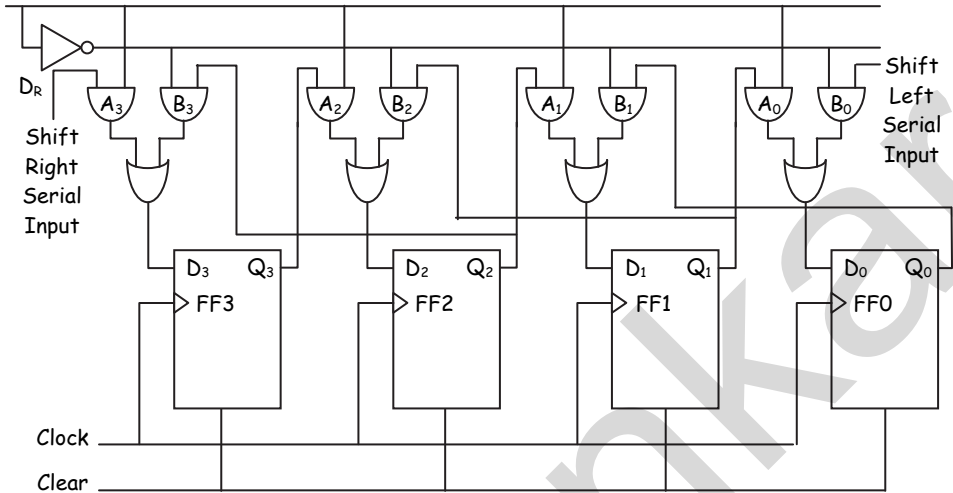 D_R
Shift
Right
Serial
Input
A₃
B₃
A₂
B₂
A₁
B₁
A₀
B₀
Shift
Left
Serial
Input
D₃ Q₃
FF3
D₂ Q₂
FF2
D₁ Q₁
FF1
D₀ Q₀
FF0
Clock
Clear